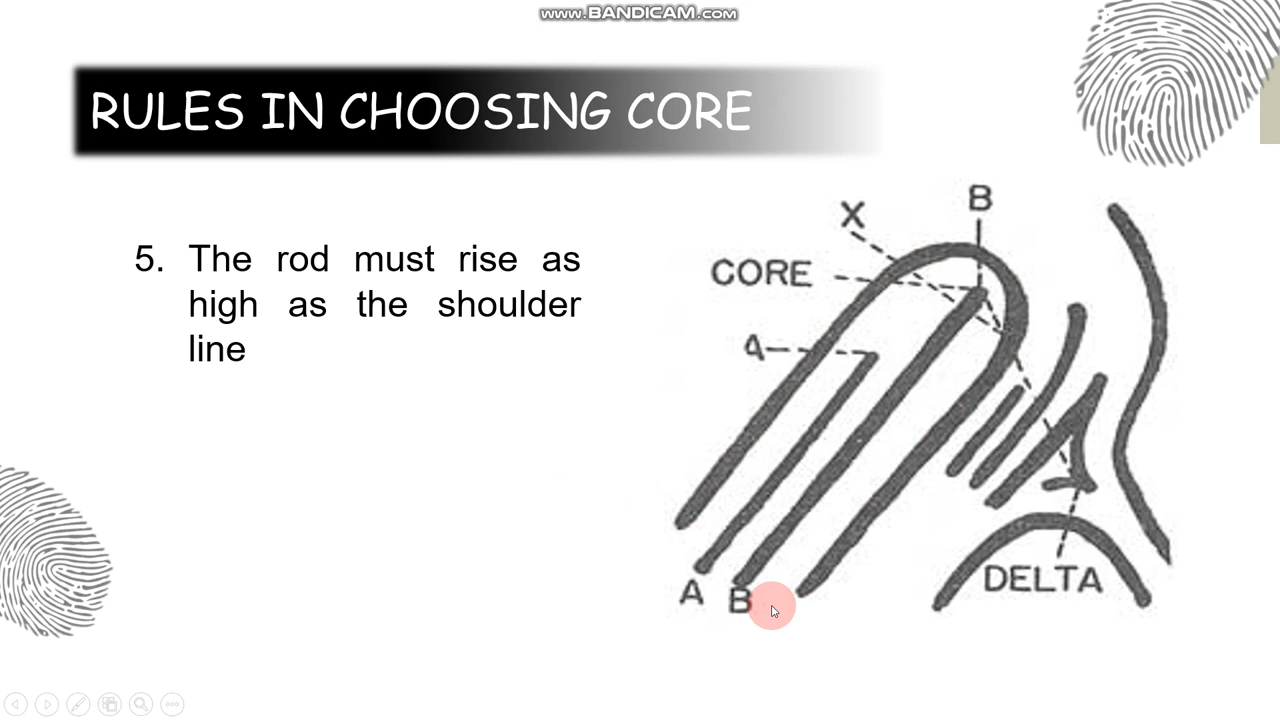 www.BANDICAM.com
RULES IN CHOOSING CORE
5. The rod must rise as
high as the shoulder
line
X
B
CORE
A
A
B
DELTA